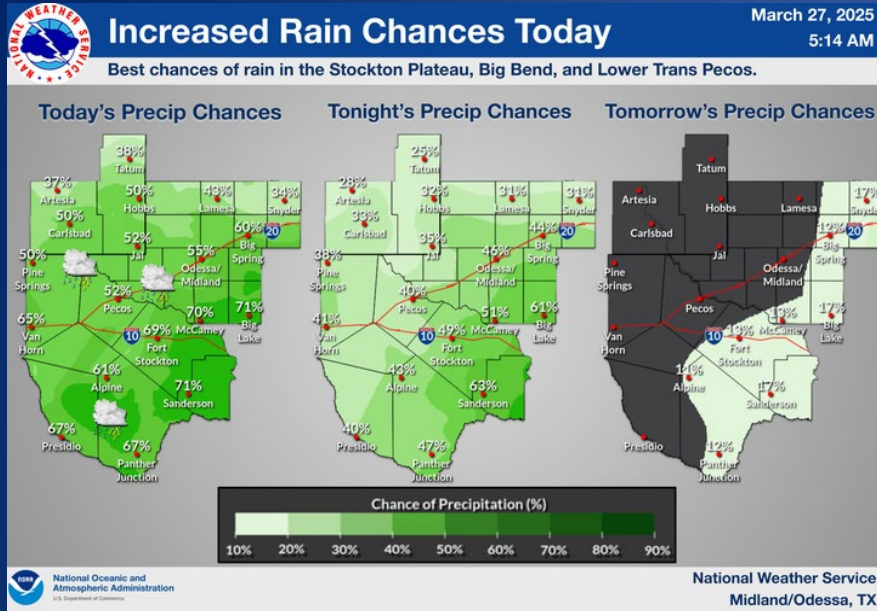 NATIONAL WEATHER SERVICE
Increased Rain Chances Today
March 27, 2025
5:14 AM
Best chances of rain in the Stockton Plateau, Big Bend, and Lower Trans Pecos.
Today's Precip Chances
38%
Tatum
37%
Artesia
50%
Hobbs
43%
Lamesa
34%
Snyder
50%
Carlsbad
60%
Big
Spring
20
52%
Jal
55%
Odessa/
Midland
50%
Pine
Springs
52%
Pecos
70%
McCamey
71%
Big
Lake
65%
Van
Horn
10
69%
Fort
Stockton
61%
Alpine
71%
Sanderson
67%
Presidio
67%
Panther
Junction
Tonight's Precip Chances
25%
Tatum
28%
Artesia
32%
Hobbs
31%
Lamesa
31%
Snyder
33%
Carlsbad
44%
Big
Spring
20
35%
Jal
46%
Odessa/
Midland
38%
Pine
Springs
40%
Pecos
51%
McCamey
61%
Big
Lake
41%
Van
Horn
10
49%
Fort
Stockton
43%
Alpine
63%
Sanderson
40%
Presidio
47%
Panther
Junction
Tomorrow's Precip Chances
Tatum
Artesia
Hobbs
Lamesa
17%
Snyder
Carlsbad
12%
Big
Spring
20
Jal
Odessa/
Midland
Pine
Springs
Pecos
13%
McCamey
17%
Big
Lake
Van
Horn
10
13%
Fort
Stockton
11%
Alpine
17%
Sanderson
Presidio
12%
Panther
Junction
Chance of Precipitation (%)
10% 20% 30% 40% 50% 60% 70% 80% 90%
NOAA
National Oceanic and
Atmospheric Administration
U.S. Department of Commerce
National Weather Service
Midland/Odessa, TX